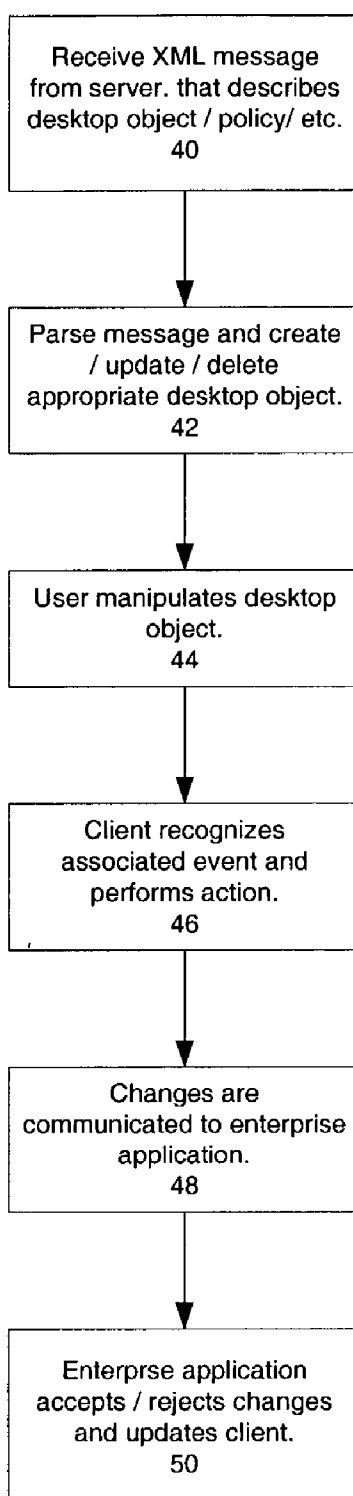 Receive XML message
from server. that describes
desktop object / policy/ etc.
40
Parse message and create
/ update / delete
appropriate desktop object.
42
User manipulates desktop
object.
44
Client recognizes
associated event and
performs action.
46
Changes are
communicated to enterprise
application.
48
Enterprse application
accepts / rejects changes
and updates client.
50